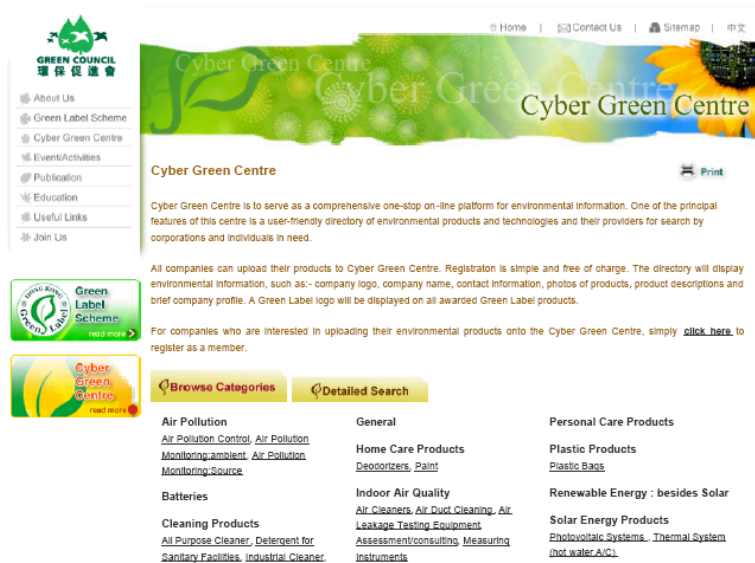 Home | Contact Us | Sitemap | 中文
GREEN COUNCIL
環保促進會
Cyber Green Centre
Cyber Green Centre
Cyber Green Centre
About Us
Green Label Scheme
Cyber Green Centre
Event/Activities
Publication
Education
Useful Links
Join Us
HONG KONG
Green Label
Green
Label
Scheme
read more
Cyber
Green
Centre
read more
Cyber Green Centre
Print
Cyber Green Centre is to serve as a comprehensive one-stop on-line platform for environmental information. One of the principal
features of this centre is a user-friendly directory of environmental products and technologies and their providers for search by
corporations and individuals in need.
All companies can upload their products to Cyber Green Centre. Registraton is simple and free of charge. The directory will display
environmental information, such as:- company logo, company name, contact information, photos of products, product descriptions and
brief company profile. A Green Label logo will be displayed on all awarded Green Label products.
For companies who are interested in uploading their environmental products onto the Cyber Green Centre, simply click here to
register as a member.
Browse Categories
Detailed Search
Air Pollution
Air Pollution Control, Air Pollution
Monitoring:ambient, Air Pollution
Monitoring:Source
Batteries
Cleaning Products
All Purpose Cleaner, Detergent for
Sanitary Facilities, Industrial Cleaner,
General
Home Care Products
Deodorizers, Paint
Indoor Air Quality
Air Cleaners, Air Duct Cleaning, Air
Leakage Testing Equipment,
Assessment/consulting, Measuring
Instruments
Personal Care Products
Plastic Products
Plastic Bags
Renewable Energy : besides Solar
Solar Energy Products
Photovoltaic Systems , Thermal System
(hot water,A/C)